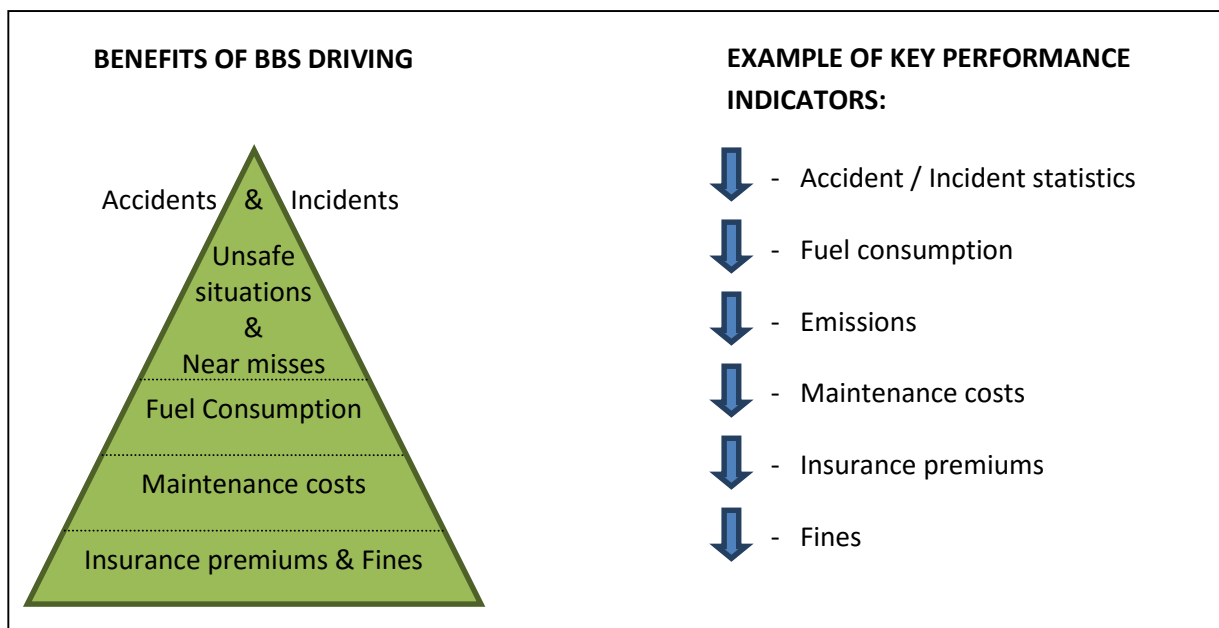 BENEFITS OF BBS DRIVING
Accidents & Incidents
Unsafe
situations
&
Near misses
Fuel Consumption
Maintenance costs
Insurance premiums & Fines
EXAMPLE OF KEY PERFORMANCE
INDICATORS:
- Accident / Incident statistics
- Fuel consumption
- Emissions
- Maintenance costs
- Insurance premiums
- Fines